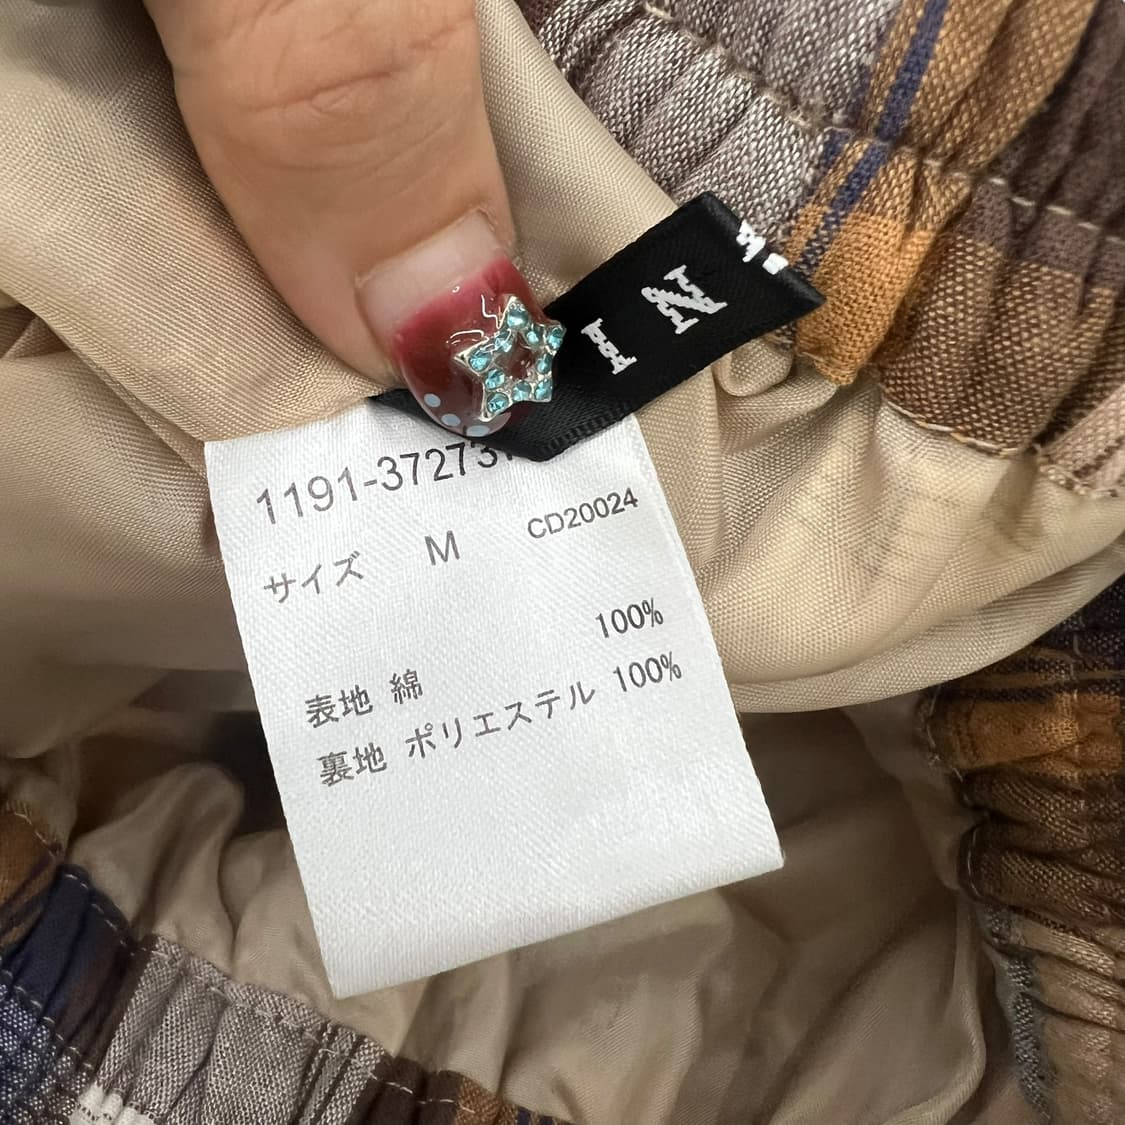 I N
1191-37273
サイズ M CD20024
表地 綿 100%
裏地 ポリエステル 100%